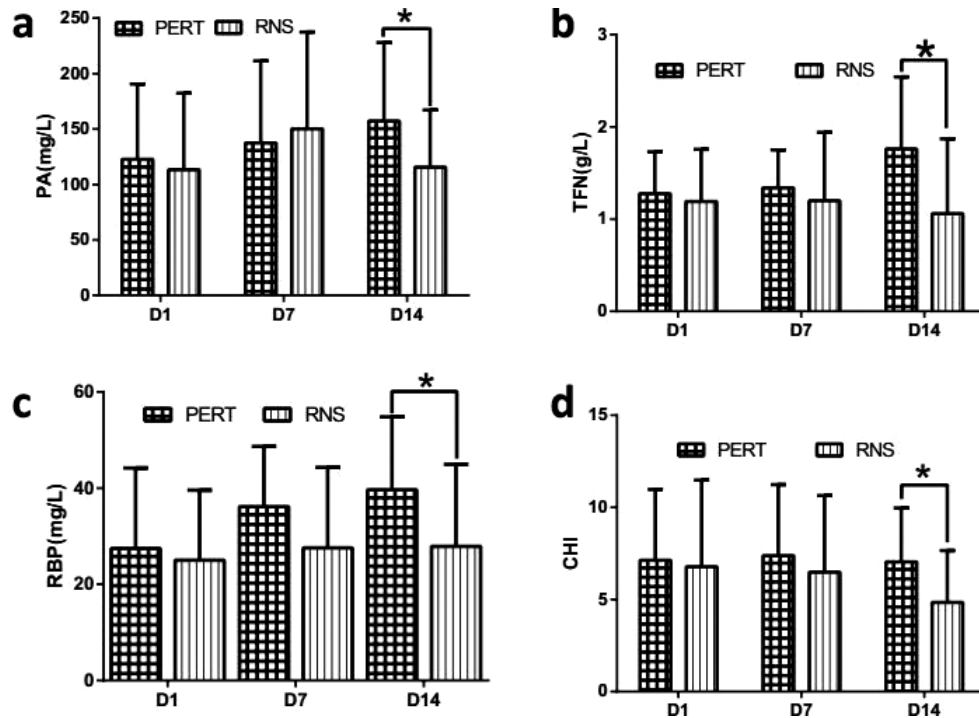 a
PERT RNS
*
250
200
150
100
50
0
PA(mg/L)
D1 D7 D14
b
PERT RNS
*
3
2
1
0
TFN(g/L)
D1 D7 D14
c
PERT RNS
*
60
40
20
0
RBP(mg/L)
D1 D7 D14
d
PERT RNS
*
15
10
5
0
CHI
D1 D7 D14